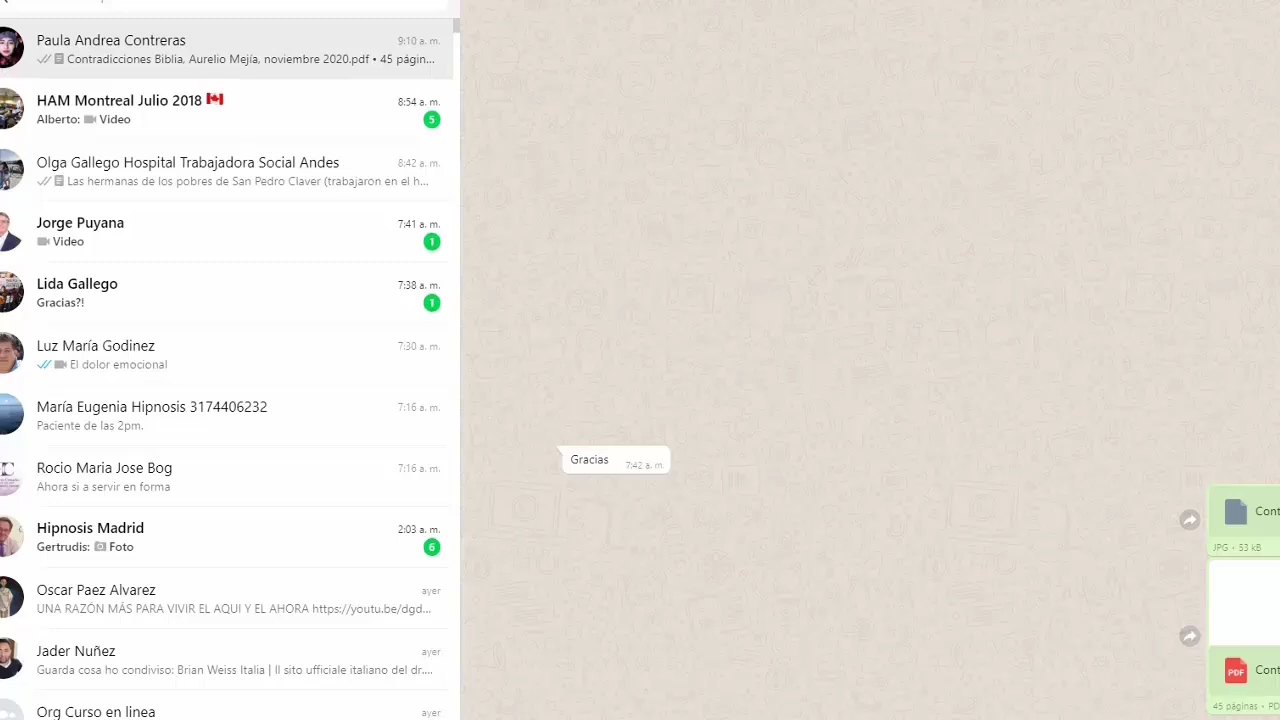 Paula Andrea Contreras 9:10 a. m.
Contradicciones Biblia, Aurelio Mejía, noviembre 2020.pdf • 45 págin...
HAM Montreal Julio 2018 8:54 a. m.
Alberto: Video 5
Olga Gallego Hospital Trabajadora Social Andes 8:42 a. m.
Las hermanas de los pobres de San Pedro Claver (trabajaron en el h...
Jorge Puyana 7:41 a. m.
Video 1
Lida Gallego 7:38 a. m.
Gracias?! 1
Luz María Godinez 7:30 a. m.
El dolor emocional
María Eugenia Hipnosis 3174406232 7:16 a. m.
Paciente de las 2pm.
Rocio Maria Jose Bog 7:16 a. m.
Ahora si a servir en forma
Hipnosis Madrid 2:03 a. m.
Gertrudis: Foto 6
Oscar Paez Alvarez ayer
UNA RAZÓN MÁS PARA VIVIR EL AQUI Y EL AHORA https://youtu.be/dgd...
Jader Nuñez ayer
Guarda cosa ho condiviso: Brian Weiss Italia | Il sito ufficiale italiano del dr....
Org Curso en linea ayer
Gracias 7:42 a. m.
Cont
JPG • 53 kB
PDF Cont
45 páginas • PD